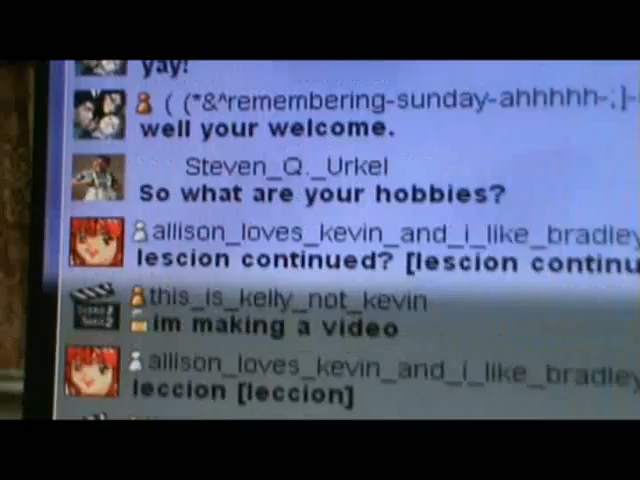 yay!
( (*&^remembering-sunday-ahhhhh-;]-
well your welcome.
Steven_Q._Urkel
So what are your hobbies?
allison_loves_kevin_and_i_like_bradley
lescion continued? [lescion continu
this_is_kelly_not_kevin
im making a video
allison_loves_kevin_and_i_like_bradley
leccion [leccion]